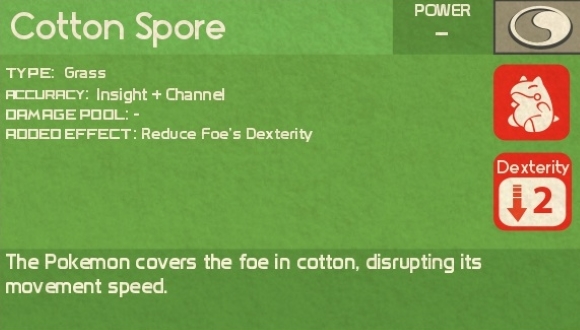 Cotton Spore
POWER
–
TYPE: Grass
ACCURACY: Insight + Channel
DAMAGE POOL: -
ADDED EFFECT: Reduce Foe's Dexterity
Dexterity
2
The Pokemon covers the foe in cotton, disrupting its
movement speed.